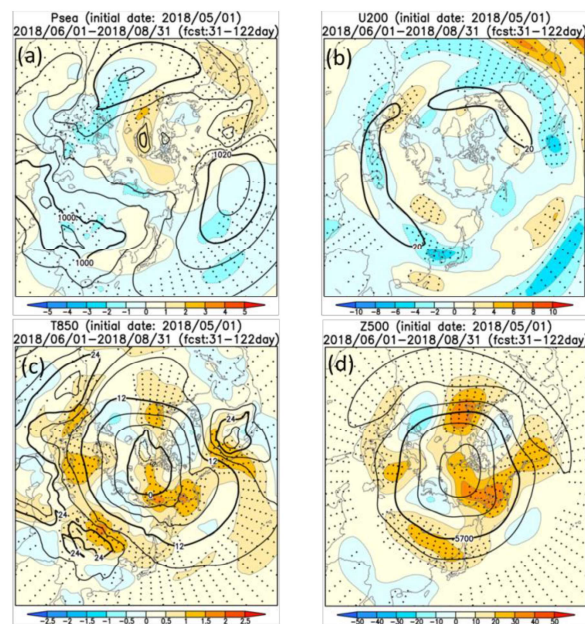 Psea (initial date: 2018/05/01)
2018/06/01-2018/08/31 (fcst:31-122day)
(a)
1020
1000
1000
-5 -4 -3 -2 -1 0 1 2 3 4 5
U200 (initial date: 2018/05/01)
2018/06/01-2018/08/31 (fcst:31-122day)
(b)
20
20
-10 -8 -6 -4 -2 0 2 4 6 8 10
T850 (initial date: 2018/05/01)
2018/06/01-2018/08/31 (fcst:31-122day)
(c)
24
12
24
12
0
24
12
24
24
-2.5 -2 -1.5 -1 -0.5 0 0.5 1 1.5 2 2.5
Z500 (initial date: 2018/05/01)
2018/06/01-2018/08/31 (fcst:31-122day)
(d)
5700
-50 -40 -30 -20 -10 0 10 20 30 40 50